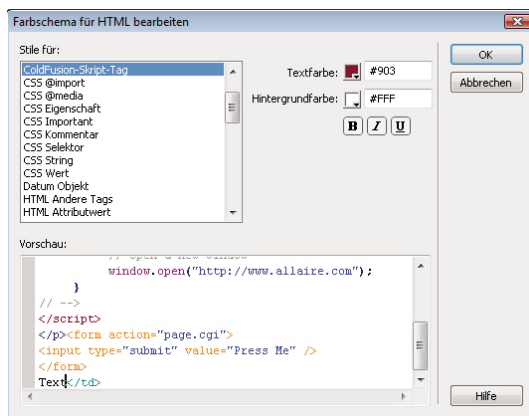 Farbschema für HTML bearbeiten
Stile für:
ColdFusion-Skript-Tag
CSS @import
CSS @media
CSS Eigenschaft
CSS Important
CSS Kommentar
CSS Selektor
CSS String
CSS Wert
Datum Objekt
HTML Andere Tags
HTML Attributwert
Textfarbe: #903
Hintergrundfarbe: #FFF
B I U
OK
Abbrechen
Vorschau:
// open a new window
window.open("http://www.allaire.com");
}
// -->
</script>
</p><form action="page.cgi">
<input type="submit" value="Press Me" />
</form>
Text</td>
Hilfe